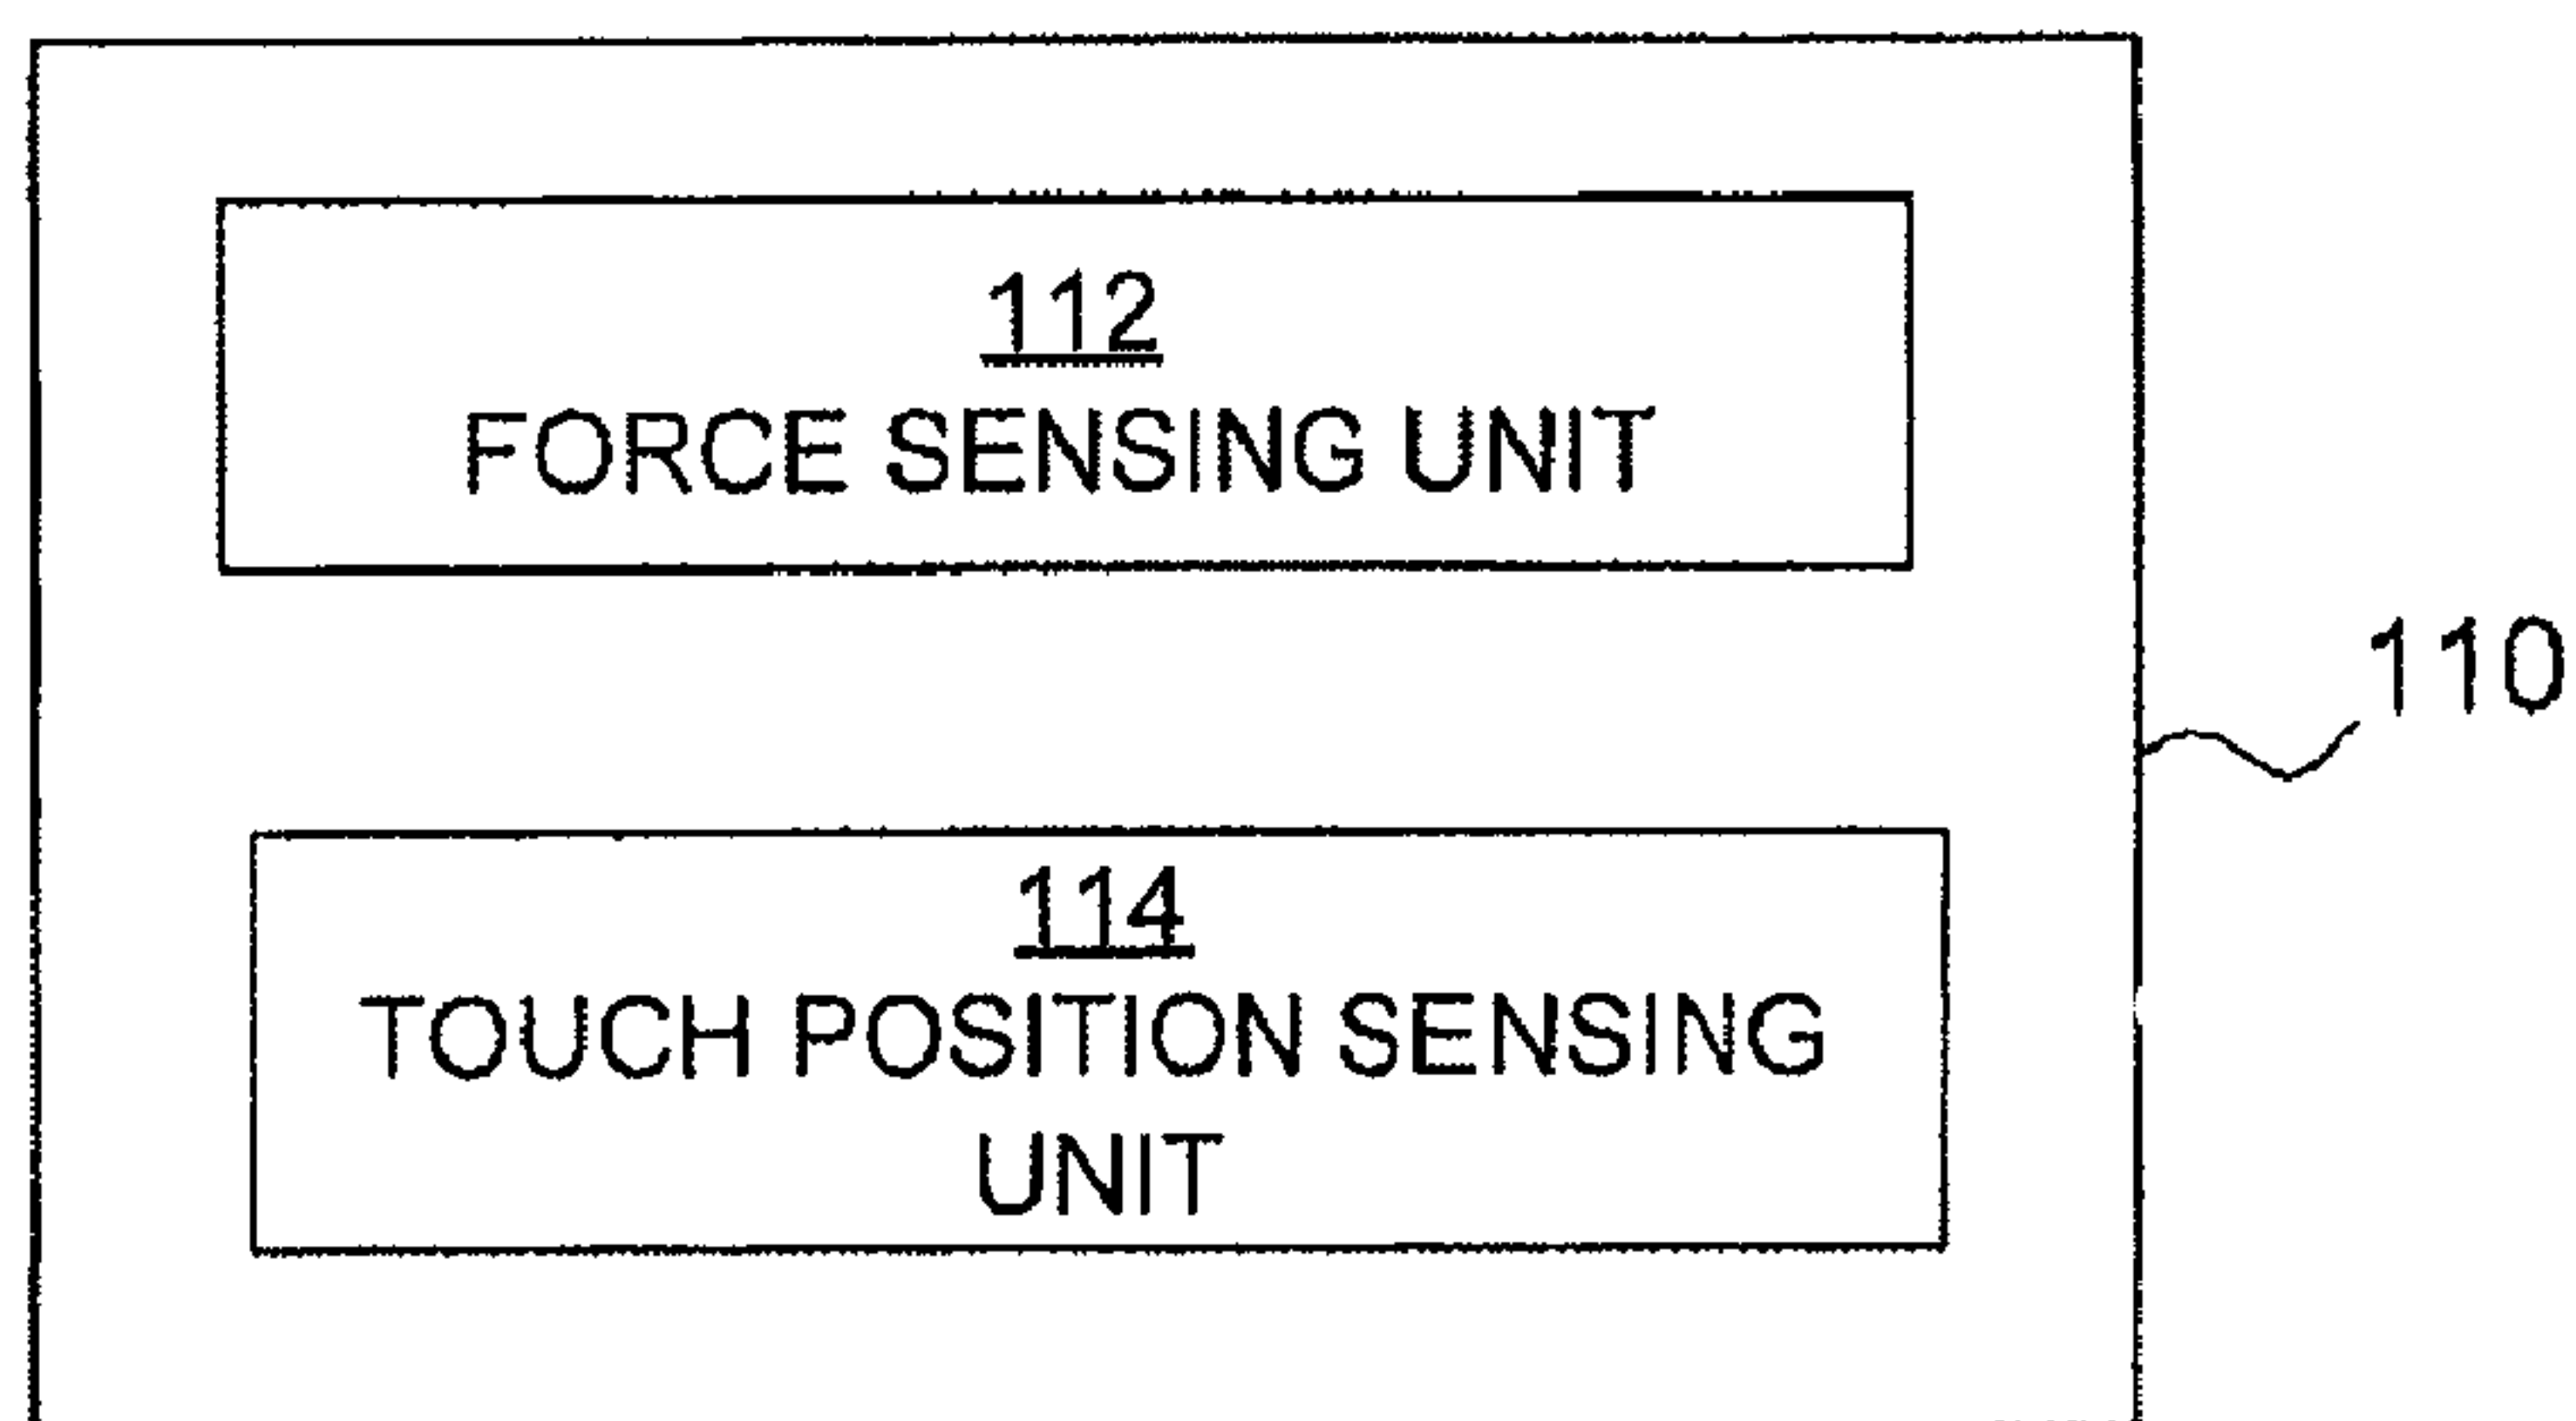 112
FORCE SENSING UNIT
110
114
TOUCH POSITION SENSING
UNIT